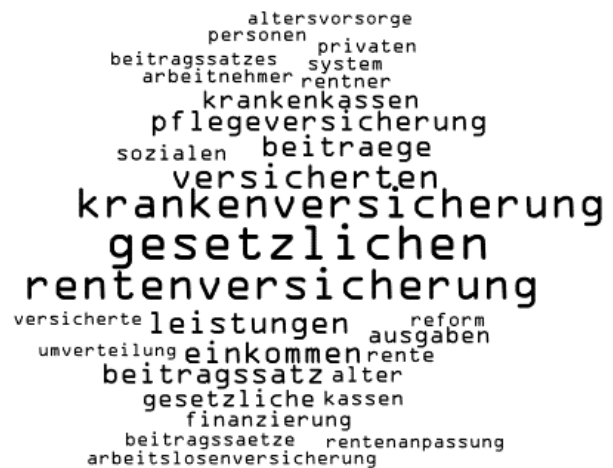 altersvorsorge
personen
privaten
beitragssatzes system
arbeitnehmer rentner
krankenkassen
pflegeversicherung
sozialen beitraege
versicherten
krankenversicherung
gesetzlichen
rentenversicherung
versicherte leistungen reform
ausgaben
umverteilung einkommen rente
beitragssatz alter
gesetzliche kassen
finanzierung
beitragssaetze rentenanpassung
arbeitslosenversicherung